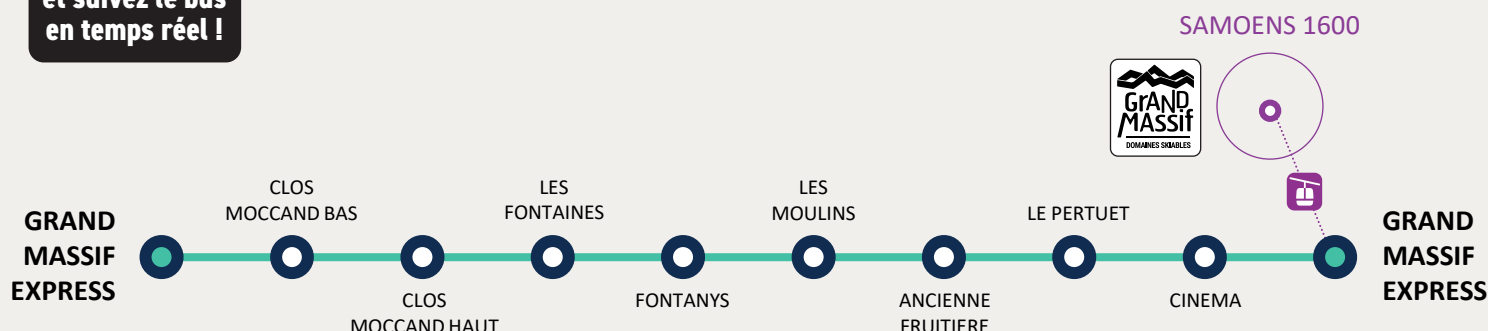 et suivez le bus
en temps réel !
SAMOENS 1600
GrAND
MASSif
DOMAINES SKIABLES
GRAND
MASSIF
EXPRESS
CLOS
MOCCAND BAS
CLOS
MOCCAND HAUT
LES
FONTAINES
FONTANYS
LES
MOULINS
ANCIENNE
FRUITIERE
LE PERTUET
CINEMA
GRAND
MASSIF
EXPRESS